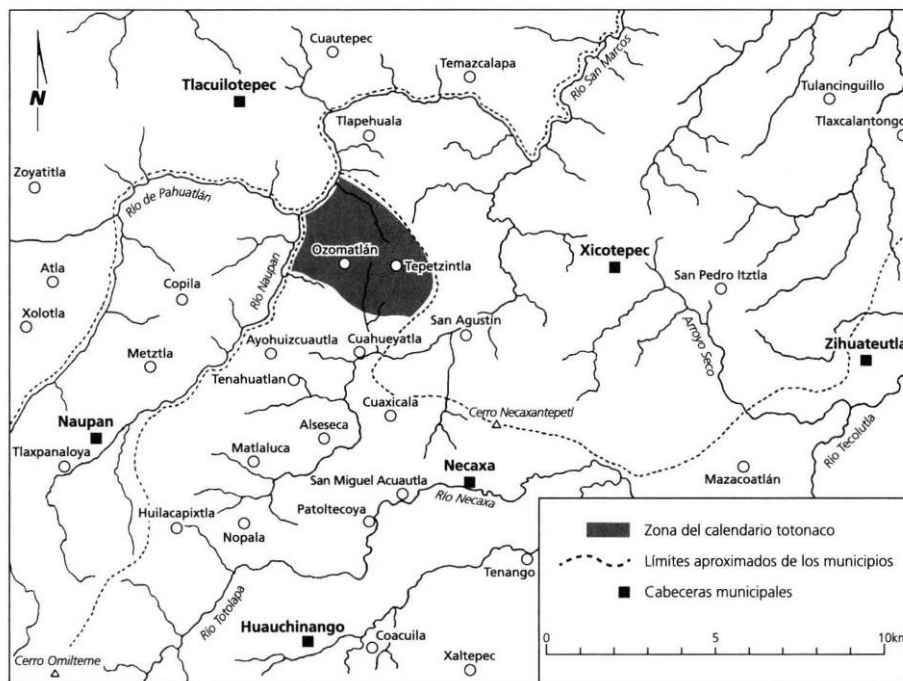 Cuautepec
Temazcalapa
Río San Marcos
Tulancinguillo
Tlacuilotepec
Tlapehuala
Tlaxcalantongo
N
Zoyatitla
Río de Pahuatlán
Ozomatlán
Tepetzintla
Xicotepec
San Pedro Itztla
Atla
Copila
Río Naupan
Xolotla
San Agustín
Arroyo Seco
Ayohuizcuautla
Cuahueyatla
Metztla
Zihuateutla
Tenahuatlan
Cuaxicala
Cerro Necaxantepetl
Naupan
Alseseca
Río Tecolutla
Tlaxpanaloya
Matlaluca
Necaxa
Mazacoatlán
San Miguel Acuautla
Río Necaxa
Huilacapixtla
Nopala
Patoltecoya
Zona del calendario totonaco
Límites aproximados de los municipios
Tenango
Cabeceras municipales
Río Totolapa
Huauchinango
Coacuila
0 5 10km
Cerro Omilteme
Xaltepec